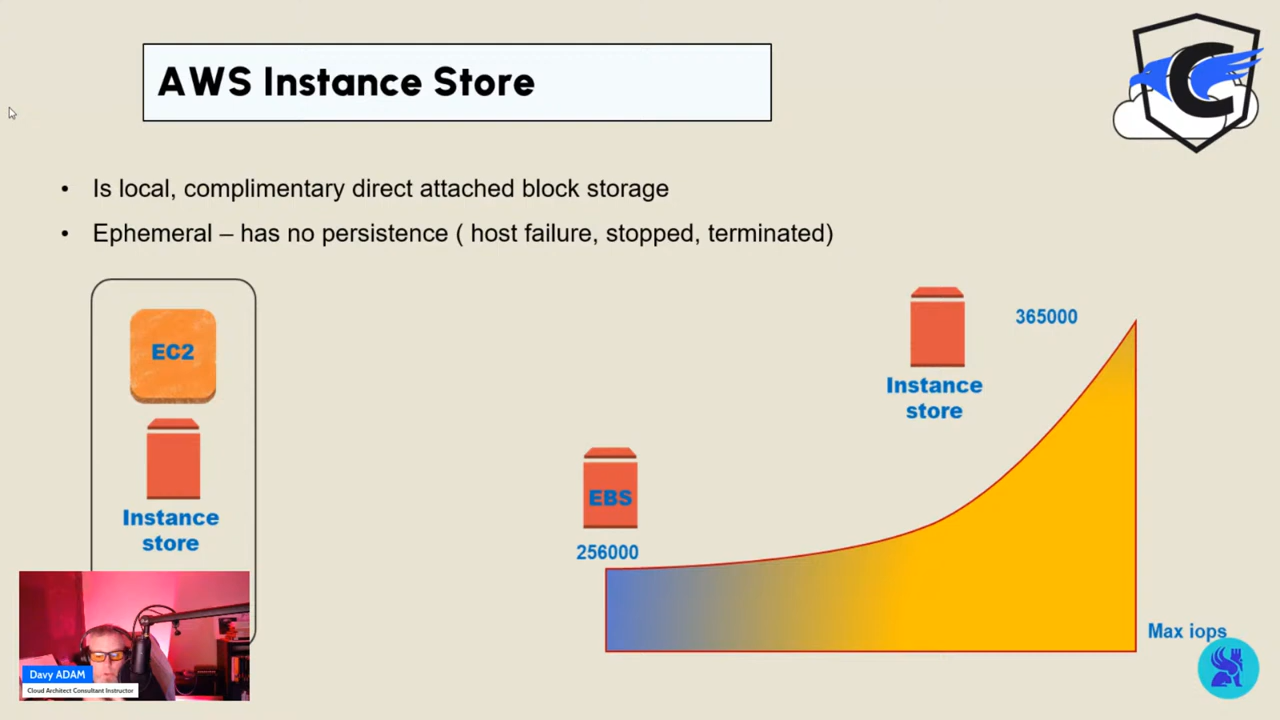 AWS Instance Store
• Is local, complimentary direct attached block storage
• Ephemeral – has no persistence ( host failure, stopped, terminated)
EC2
Instance
store
EBS
256000
Instance
store
365000
Max iops
Davy ADAM
Cloud Architect Consultant Instructor
C